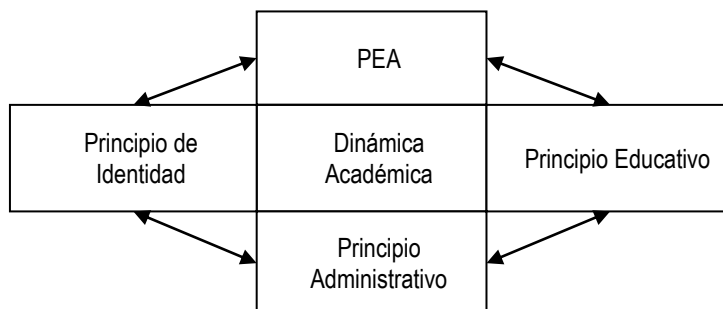 PEA
Principio de
Identidad
Dinámica
Académica
Principio Educativo
Principio
Administrativo